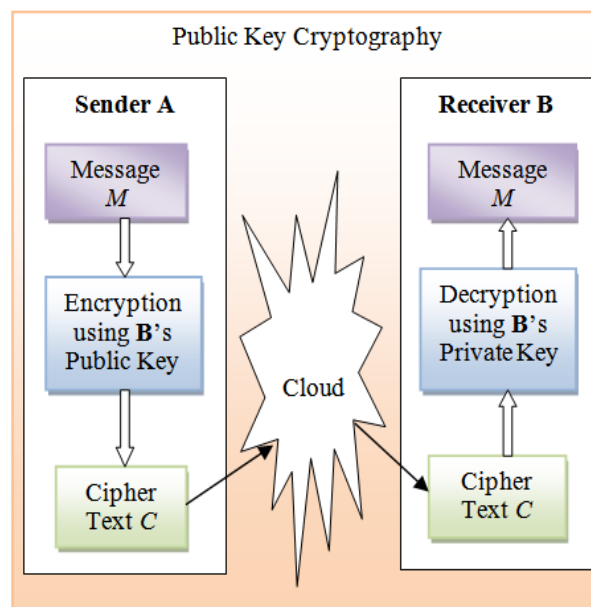 Public Key Cryptography
Sender A
Message
M
Encryption
using B's
Public Key
Cipher
Text C
Cloud
Receiver B
Message
M
Decryption
using B's
Private Key
Cipher
Text C